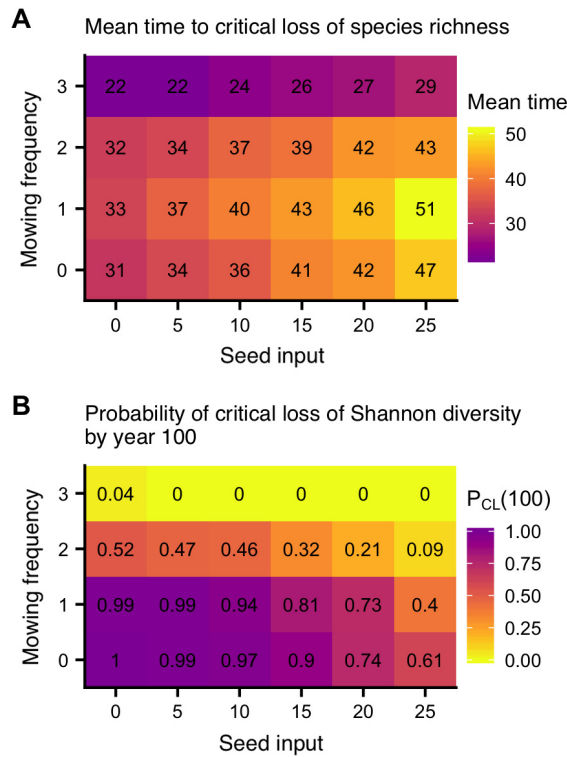 A
Mean time to critical loss of species richness
Mowing frequency
3 22 22 24 26 27 29
2 32 34 37 39 42 43
1 33 37 40 43 46 51
0 31 34 36 41 42 47
0 5 10 15 20 25
Seed input
Mean time
50
40
30
B
Probability of critical loss of Shannon diversity
by year 100
Mowing frequency
3 0.04 0 0 0 0 0
2 0.52 0.47 0.46 0.32 0.21 0.09
1 0.99 0.99 0.94 0.81 0.73 0.4
0 1 0.99 0.97 0.9 0.74 0.61
0 5 10 15 20 25
Seed input
PCL(100)
1.00
0.75
0.50
0.25
0.00